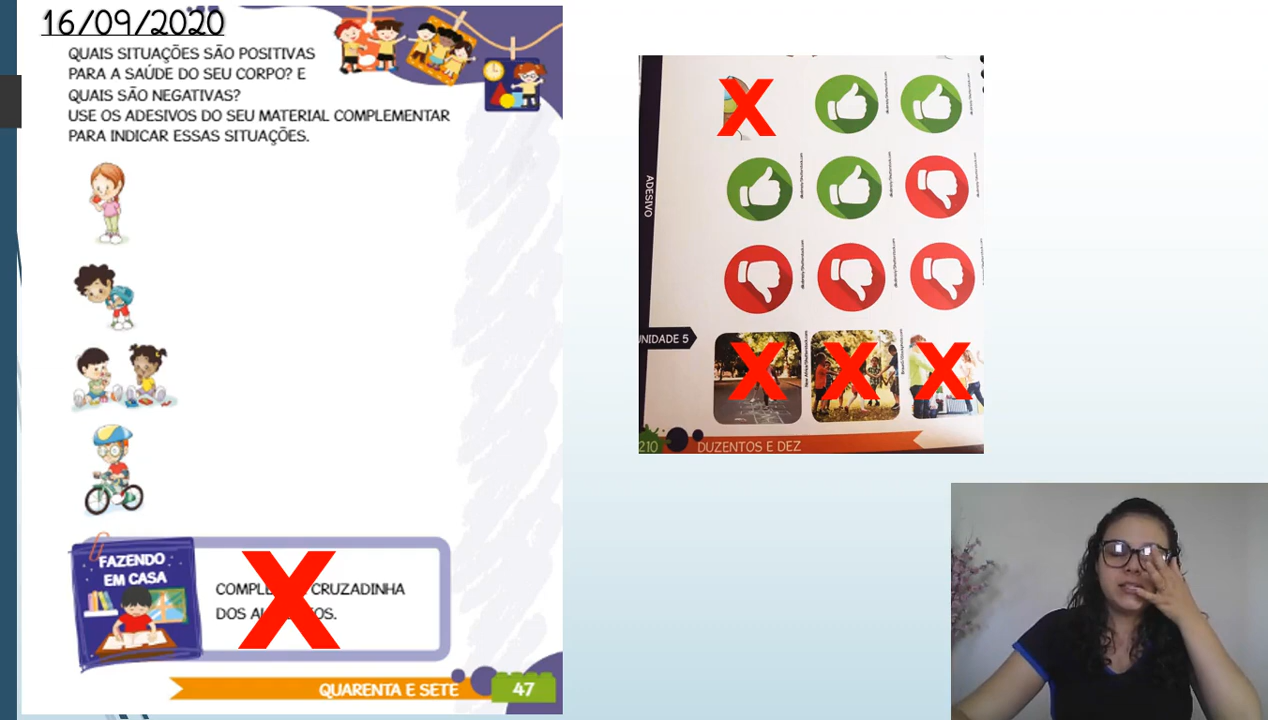 16/09/2020
QUAIS SITUAÇÕES SÃO POSITIVAS
PARA A SAÚDE DO SEU CORPO? E
QUAIS SÃO NEGATIVAS?
USE OS ADESIVOS DO SEU MATERIAL COMPLEMENTAR
PARA INDICAR ESSAS SITUAÇÕES.
FAZENDO
EM CASA
CRUZADINHA
DOS
QUARENTA E SETE
47
ADESIVO
UNIDADE 5
210
DUZENTOS E DEZ